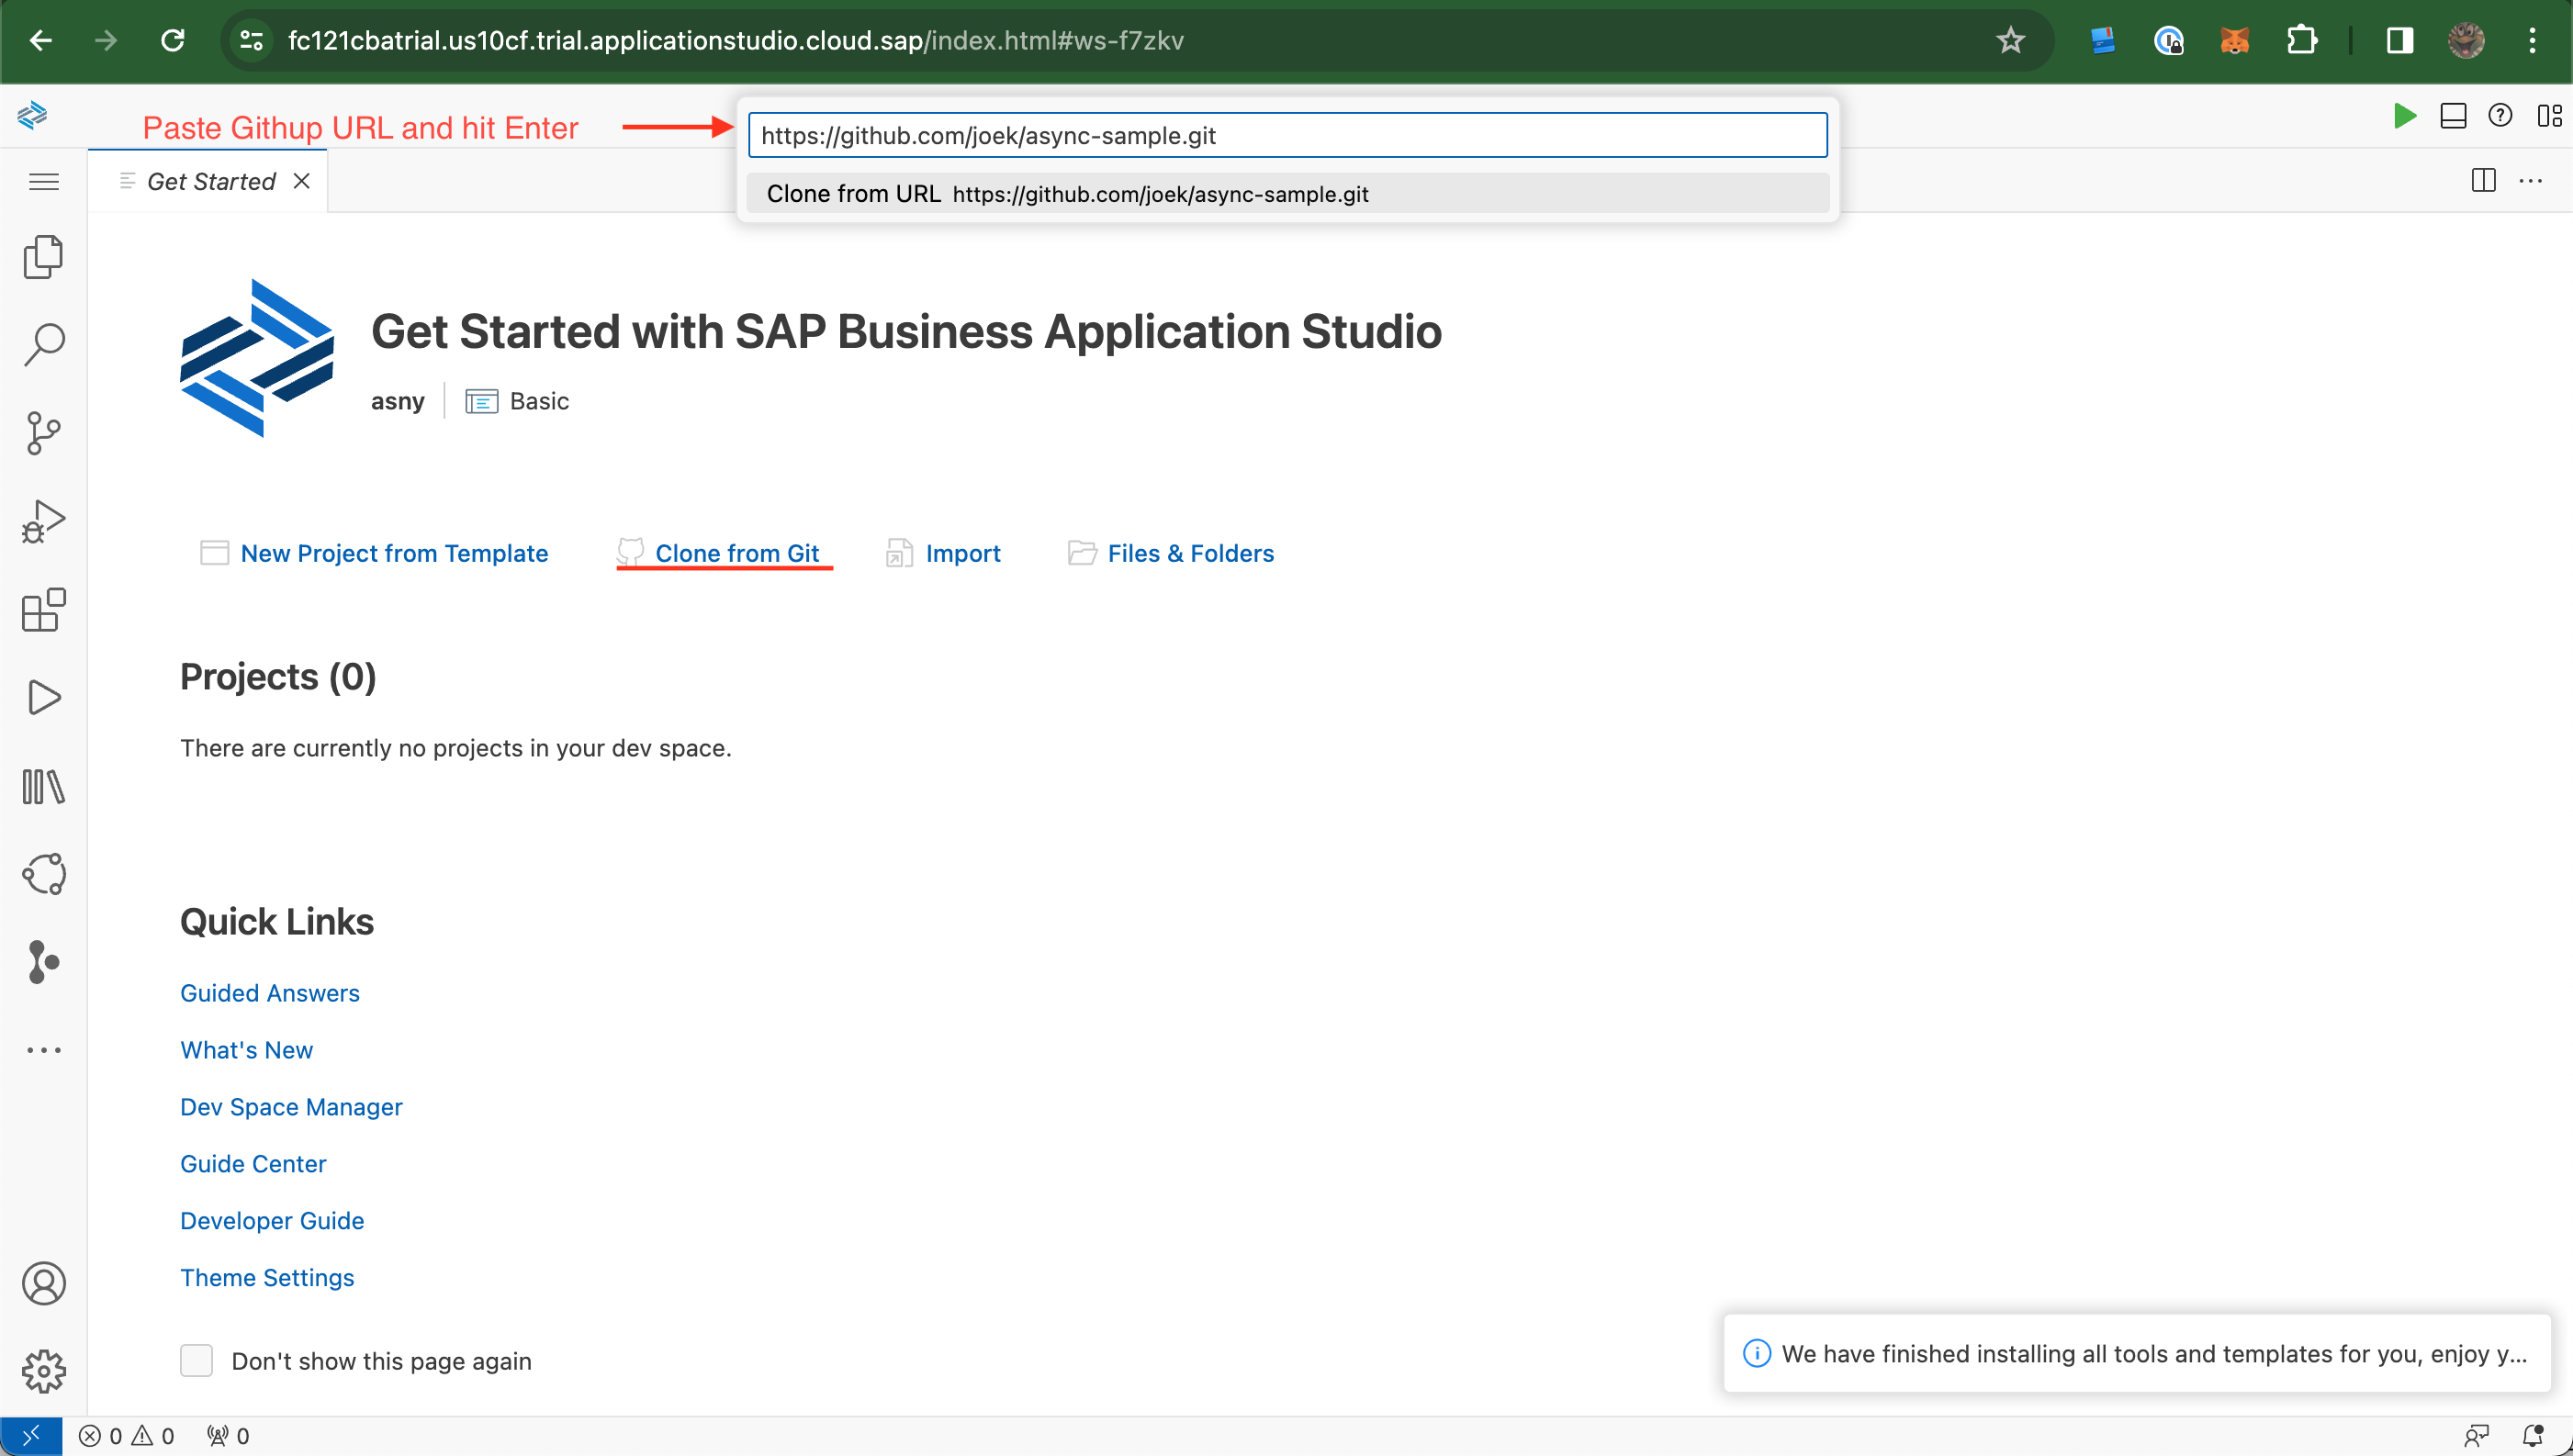 fc121cbatrial.us10cf.trial.applicationstudio.cloud.sap/index.html#ws-f7zkv
Paste Githup URL and hit Enter
https://github.com/joek/async-sample.git
Clone from URL https://github.com/joek/async-sample.git
Get Started
Get Started with SAP Business Application Studio
asny Basic
New Project from Template Clone from Git Import Files & Folders
Projects (0)
There are currently no projects in your dev space.
Quick Links
Guided Answers
What's New
Dev Space Manager
Guide Center
Developer Guide
Theme Settings
Don't show this page again
We have finished installing all tools and templates for you, enjoy y...
0 0 0